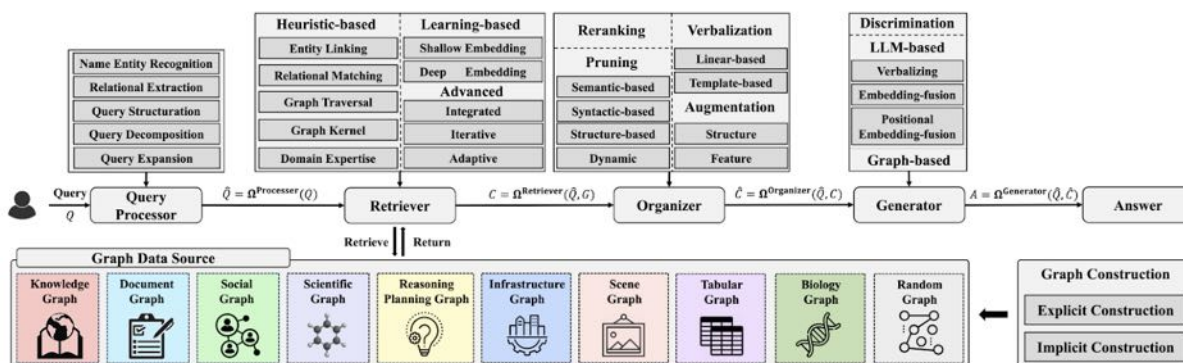 Name Entity Recognition
Relational Extraction
Query Structuration
Query Decomposition
Query Expansion
Heuristic-based
Entity Linking
Relational Matching
Graph Traversal
Graph Kernel
Domain Expertise
Learning-based
Shallow Embedding
Deep Embedding
Advanced
Integrated
Iterative
Adaptive
Reranking
Pruning
Semantic-based
Syntactic-based
Structure-based
Dynamic
Verbalization
Linear-based
Template-based
Augmentation
Structure
Feature
Discrimination
LLM-based
Verbalizing
Embedding-fusion
Positional
Embedding-fusion
Graph-based
Query
Q
Query
Processor
Q̂ = Ω^Processer(Q)
Retriever
C = Ω^Retriever(Q̂, G)
Organizer
Ĉ = Ω^Organizer(Q̂, C)
Generator
A = Ω^Generator(Q̂, Ĉ)
Answer
Retrieve
Return
Graph Data Source
Knowledge
Graph
Document
Graph
Social
Graph
Scientific
Graph
Reasoning
Planning Graph
Infrastructure
Graph
Scene
Graph
Tabular
Graph
Biology
Graph
Random
Graph
Graph Construction
Explicit Construction
Implicit Construction